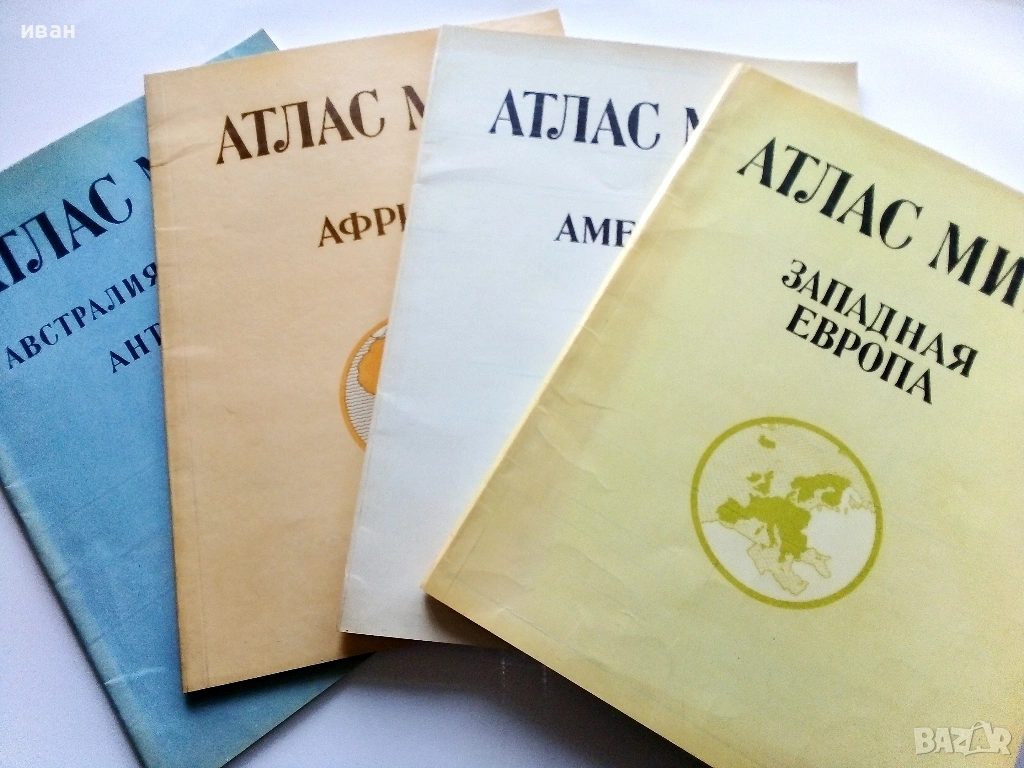 иван
АТЛАС М
АВСТРАЛИЯ
АНТ
АТЛАС М
АФРИ
АТЛАС М
АМЕ
АТЛАС МИ
ЗАПАДНАЯ
ЕВРОПА
BAZAR